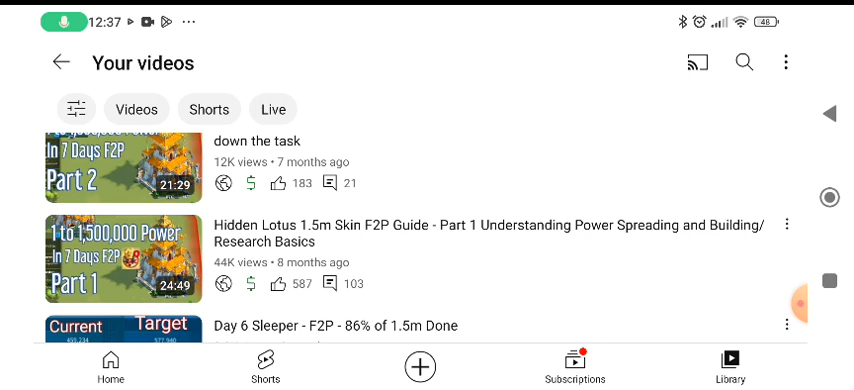 12:37
48
Your videos
Videos
Shorts
Live
In 7 Days F2P
Part 2
21:29
down the task
12K views • 7 months ago
183
21
1 to 1,500,000 Power
In 7 Days F2P
Part 1
24:49
Hidden Lotus 1.5m Skin F2P Guide - Part 1 Understanding Power Spreading and Building/
Research Basics
44K views • 8 months ago
587
103
Current
Target
Day 6 Sleeper - F2P - 86% of 1.5m Done
Home
Shorts
Subscriptions
Library